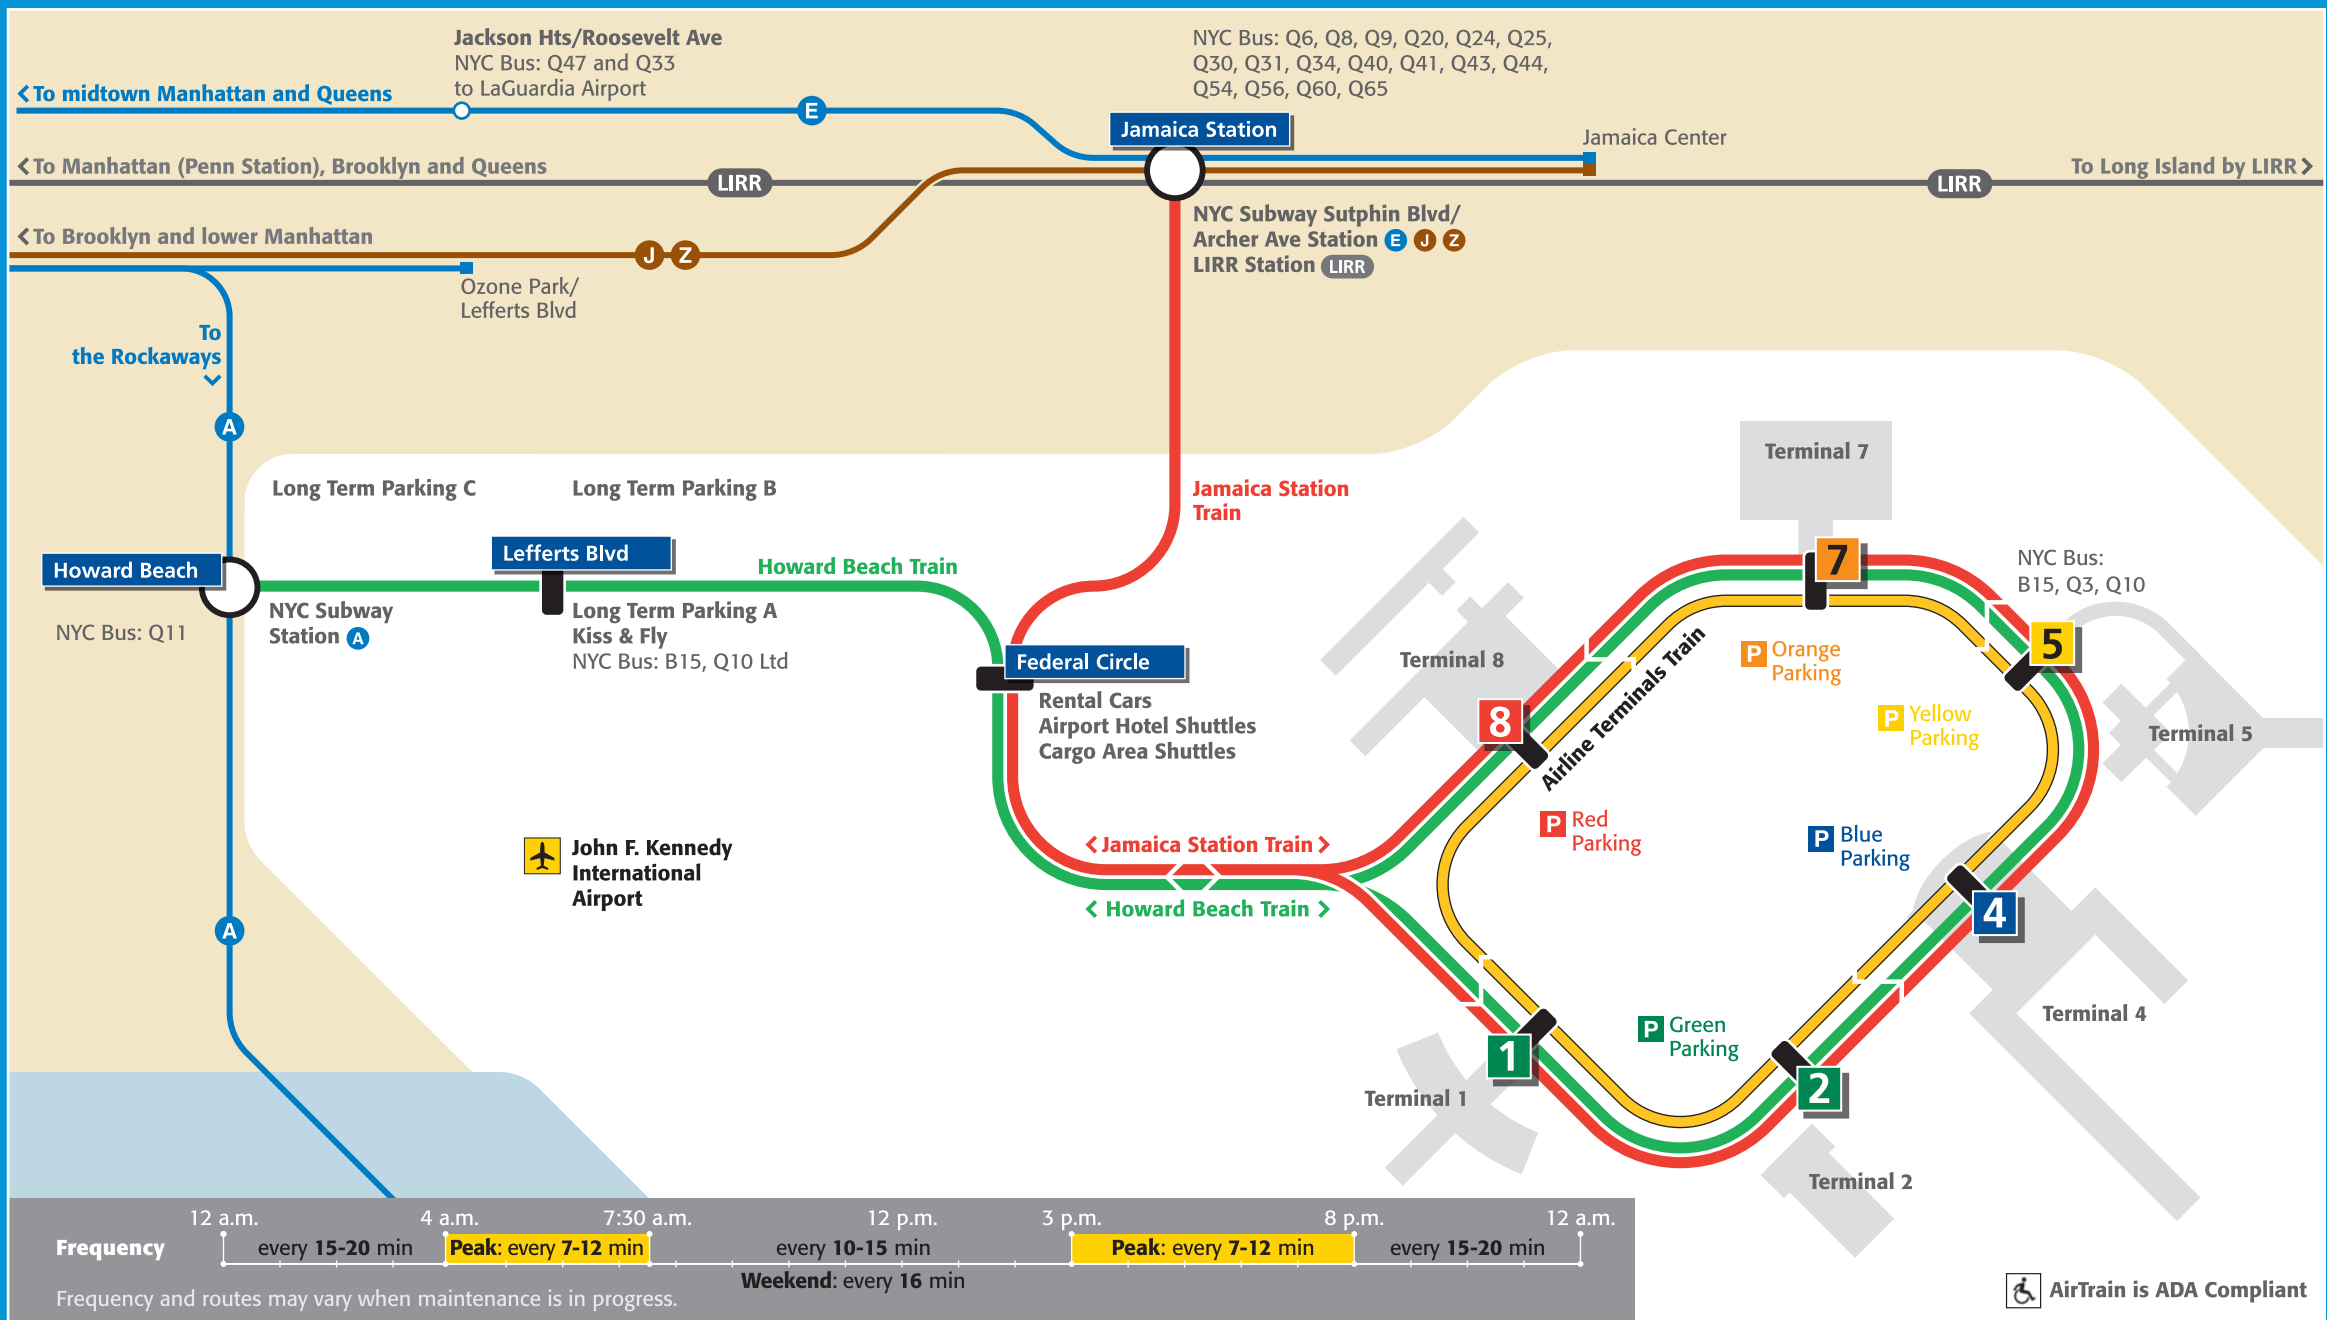 Jackson Hts/Roosevelt Ave
NYC Bus: Q47 and Q33
to LaGuardia Airport
NYC Bus: Q6, Q8, Q9, Q20, Q24, Q25,
Q30, Q31, Q34, Q40, Q41, Q43, Q44,
Q54, Q56, Q60, Q65
To midtown Manhattan and Queens
E
Jamaica Station
Jamaica Center
To Manhattan (Penn Station), Brooklyn and Queens
LIRR
LIRR
To Long Island by LIRR
NYC Subway Sutphin Blvd/
Archer Ave Station E J Z
LIRR Station LIRR
To Brooklyn and lower Manhattan
J Z
Ozone Park/
Lefferts Blvd
To
the Rockaways
A
Long Term Parking C
Long Term Parking B
Jamaica Station
Train
Terminal 7
Howard Beach
NYC Bus: Q11
NYC Subway
Station A
Lefferts Blvd
Long Term Parking A
Kiss & Fly
NYC Bus: B15, Q10 Ltd
Howard Beach Train
Federal Circle
Rental Cars
Airport Hotel Shuttles
Cargo Area Shuttles
7
NYC Bus:
B15, Q3, Q10
5
Terminal 8
8
Airline Terminals Train
P Orange
Parking
P Yellow
Parking
Terminal 5
P Red
Parking
P Blue
Parking
John F. Kennedy
International
Airport
Jamaica Station Train
Howard Beach Train
A
4
Terminal 4
P Green
Parking
1
Terminal 1
2
Terminal 2
12 a.m. 4 a.m. 7:30 a.m. 12 p.m. 3 p.m. 8 p.m. 12 a.m.
Frequency every 15-20 min Peak: every 7-12 min every 10-15 min Peak: every 7-12 min every 15-20 min
Weekend: every 16 min
Frequency and routes may vary when maintenance is in progress.
AirTrain is ADA Compliant